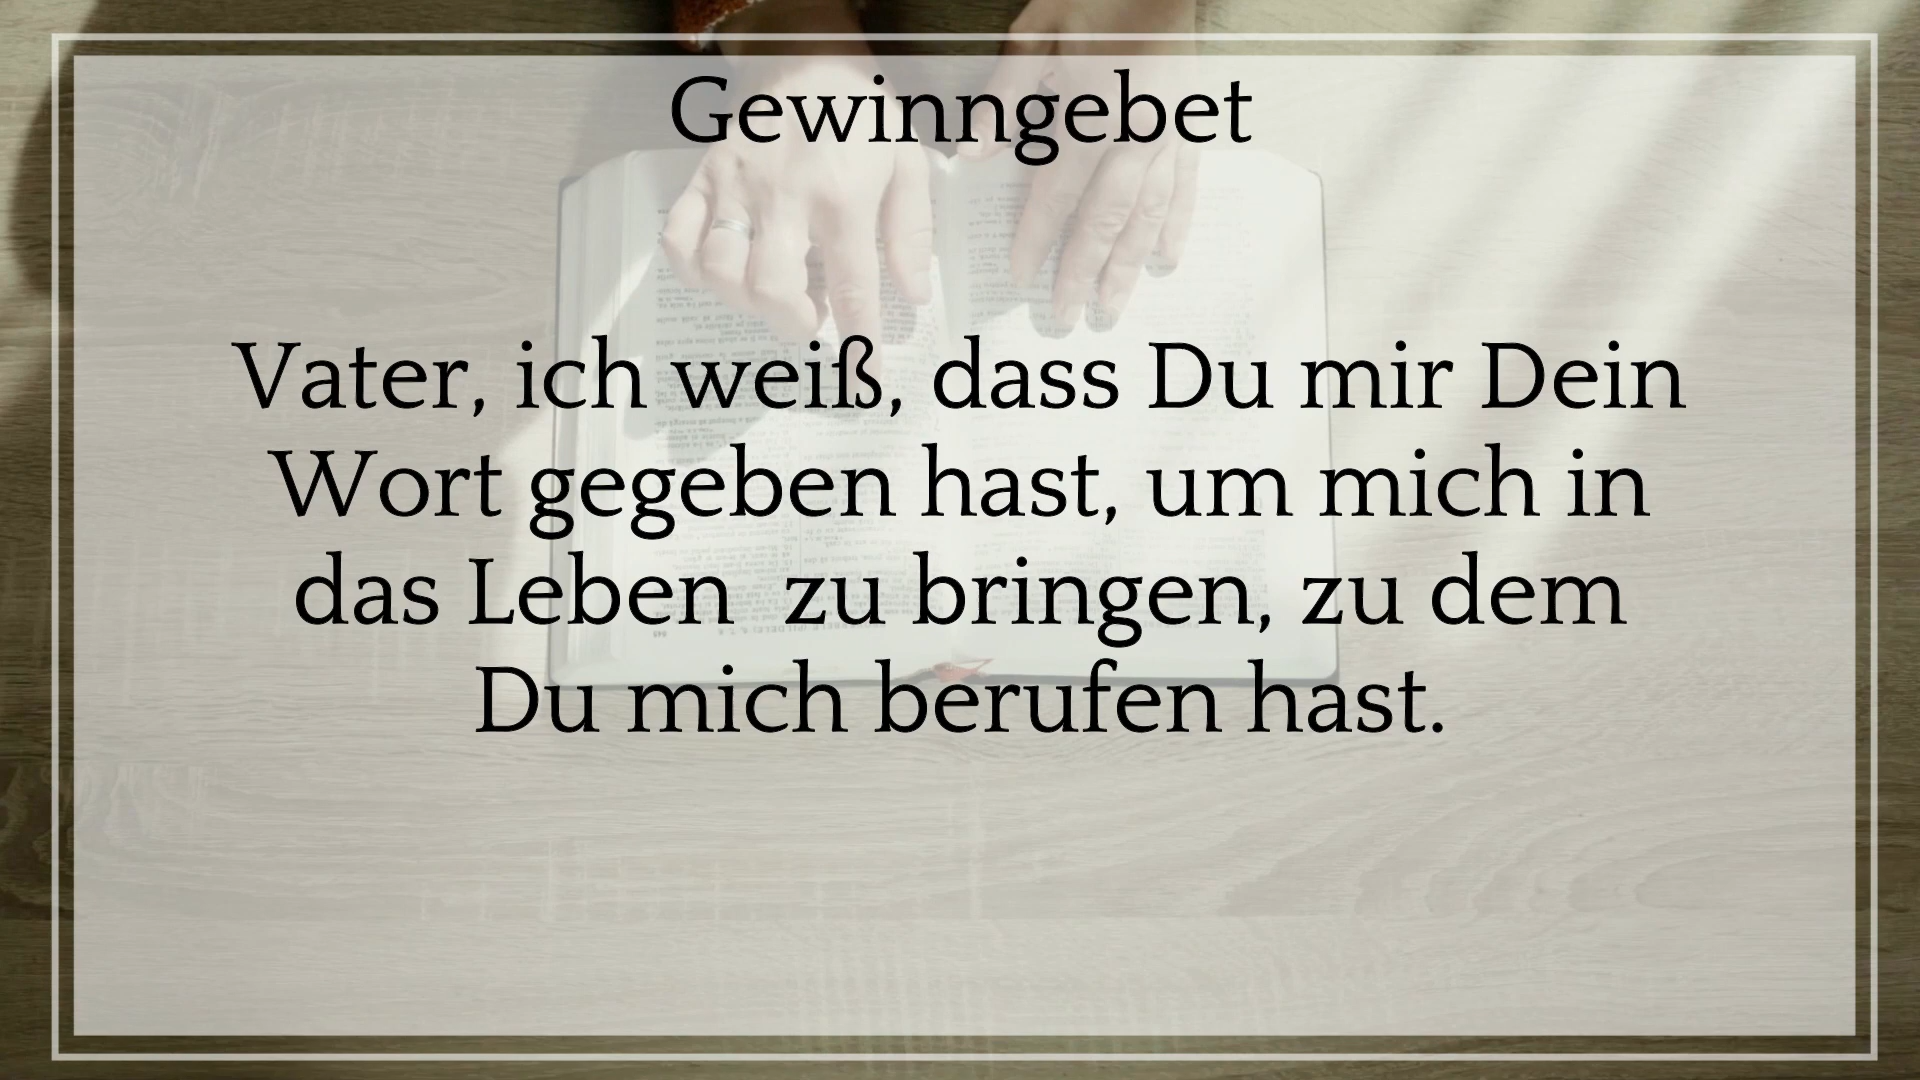 Gewinngebet
Vater, ich weiß, dass Du mir Dein
Wort gegeben hast, um mich in
das Leben  zu bringen, zu dem
Du mich berufen hast.